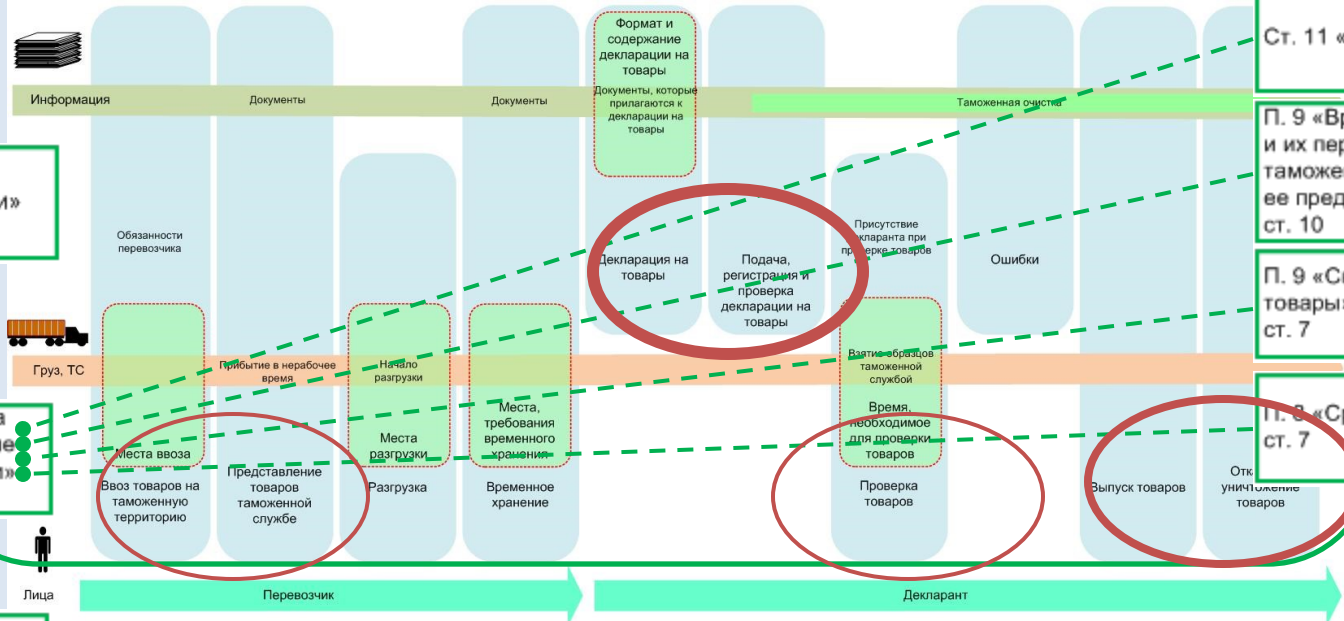 Формат и
содержание
декларации на
товары
Ст. 11 «
Информация
Документы
Документы
Документы, которые
прилагаются к
декларации на
товары
Таможенная очистка
П. 9 «Вр
и их пер
таможе
ее пред
ст. 10
и»
Обязанности
перевозчика
Декларация на
товары
Подача,
регистрация и
проверка
декларации на
товары
Присутствие
декларанта при
проверке товаров
Ошибки
П. 9 «С
товары
ст. 7
Груз, ТС
Прибытие в нерабочее
время
Начало
разгрузки
Взятие образцов
таможенной
службой
Места ввоза
Места
разгрузки
Места,
требования
временного
хранения
Время,
необходимое
для проверки
товаров
П. 8 «Ср
ст. 7
а
е
Ввоз товаров на
таможенную
территорию
Представление
товаров
таможенной
службе
Разгрузка
Временное
хранение
Проверка
товаров
Выпуск товаров
Отк
уничтожение
товаров
Лица
Перевозчик
Декларант